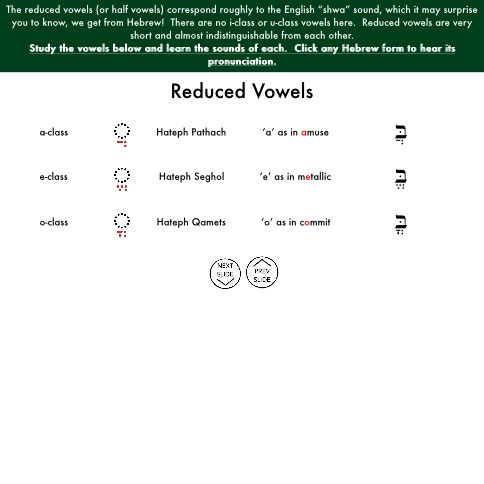 The reduced vowels (or half vowels) correspond roughly to the English “shwa” sound, which it may surprise
you to know, we get from Hebrew!  There are no i-class or u-class vowels here.  Reduced vowels are very
short and almost indistinguishable from each other.
Study the vowels below and learn the sounds of each.  Click any Hebrew form to hear its
pronunciation.
Reduced Vowels
a-class ◌ֲ Hateph Pathach ‘a’ as in amuse בֲּ
e-class ◌ֱ Hateph Seghol ‘e’ as in metallic בֱּ
o-class ◌ֳ Hateph Qamets ‘o’ as in commit בֳּ
NEXT SLIDE PREV SLIDE